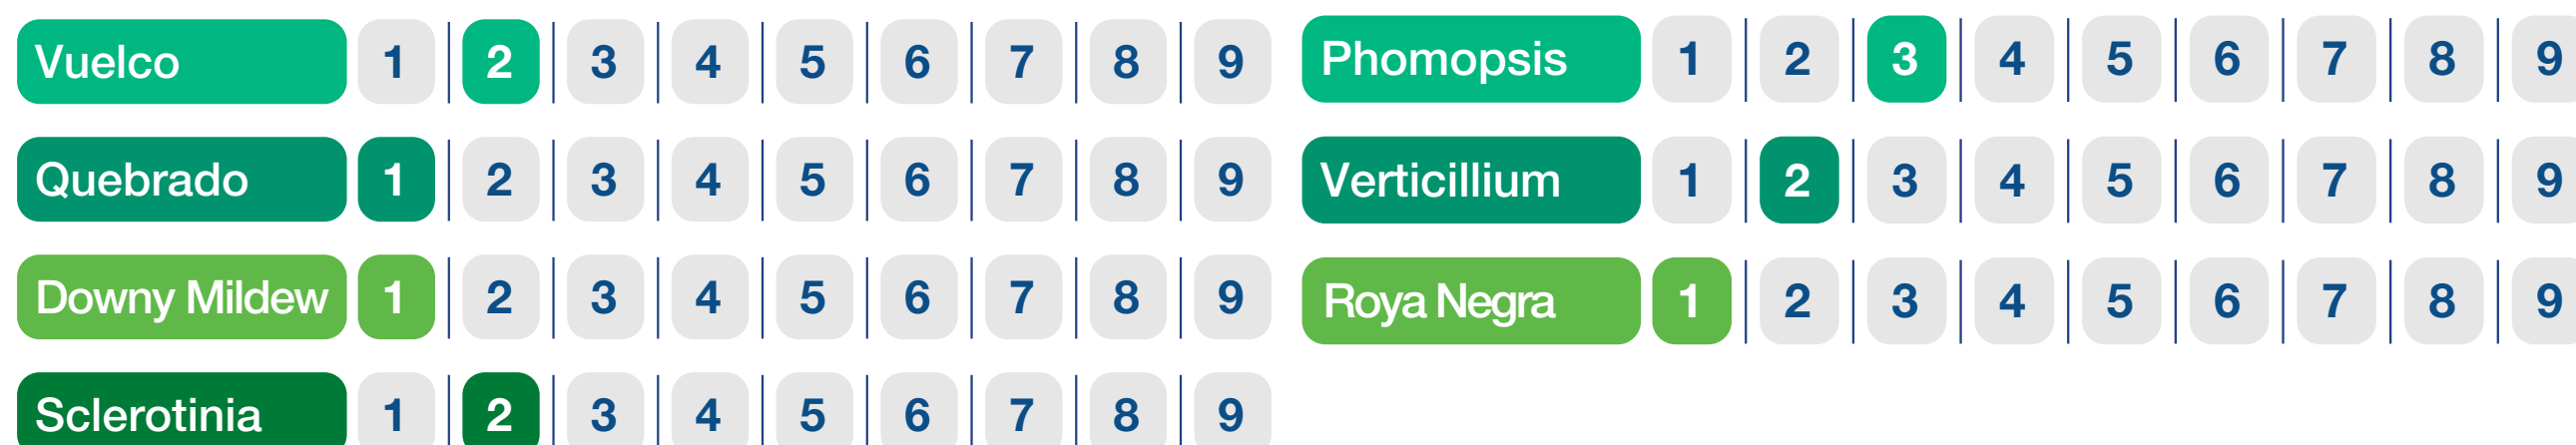 Vuelco 1 2 3 4 5 6 7 8 9
Quebrado 1 2 3 4 5 6 7 8 9
Downy Mildew 1 2 3 4 5 6 7 8 9
Sclerotinia 1 2 3 4 5 6 7 8 9
Phomopsis 1 2 3 4 5 6 7 8 9
Verticillium 1 2 3 4 5 6 7 8 9
Roya Negra 1 2 3 4 5 6 7 8 9